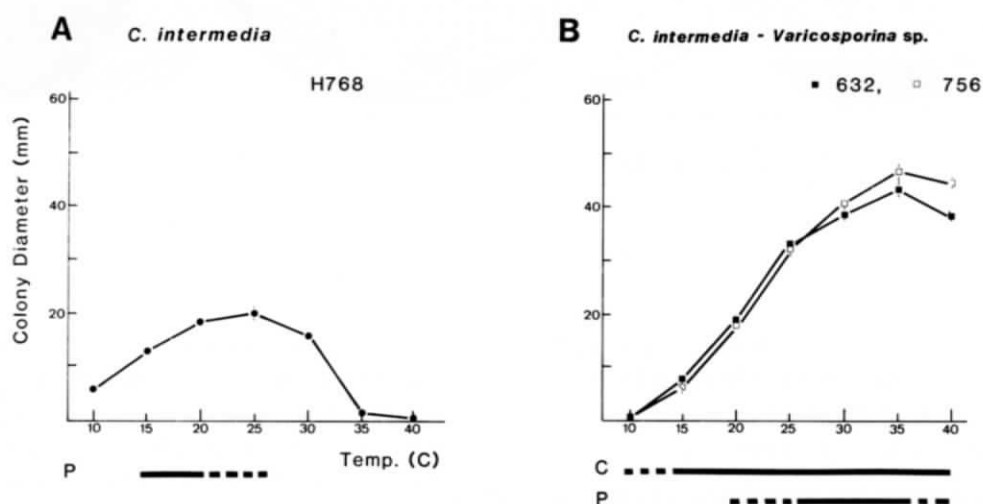 A
C. intermedia
H768
Colony Diameter (mm)
60
40
20
10 15 20 25 30 35 40
Temp. (C)
P
B
C. intermedia - Varicosporina sp.
632, 756
60
40
20
10 15 20 25 30 35 40
C
P